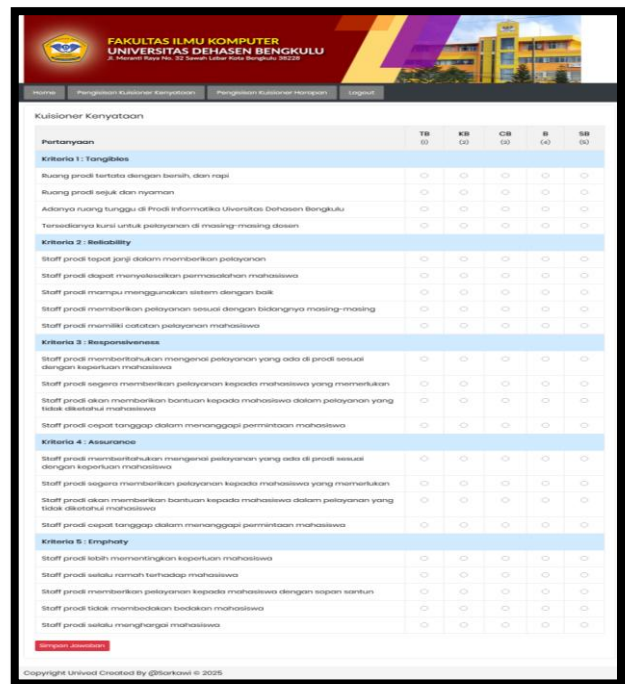 FAKULTAS ILMU KOMPUTER
UNIVERSITAS DEHASEN BENGKULU
Jl. Meranti Raya No. 32 Sawah Lebar Kota Bengkulu 38228
Home Pengisian Kuisioner Kenyataan Pengisian Kuisioner Harapan Logout
Kuisioner Kenyataan
Pertanyaan TB (1) KB (2) CB (3) B (4) SB (5)
Kriteria 1 : Tangibles
Ruang prodi tertata dengan bersih, dan rapi
Ruang prodi sejuk dan nyaman
Adanya ruang tunggu di Prodi Informatika Uiversitas Dehasen Bengkulu
Tersedianya kursi untuk pelayanan di masing-masing dosen
Kriteria 2 : Reliability
Staff prodi tepat janji dalam memberikan pelayanan
Staff prodi dapat menyelesaikan permasalahan mahasiswa
Staff prodi mampu menggunakan sistem dengan baik
Staff prodi memberikan pelayanan sesuai dengan bidangnya masing-masing
Staff prodi memiliki catatan pelayanan mahasiswa
Kriteria 3 : Responsiveness
Staff prodi memberitahukan mengenai pelayanan yang ada di prodi sesuai
dengan keperluan mahasiswa
Staff prodi segera memberikan pelayanan kepada mahasiswa yang memerlukan
Staff prodi akan memberikan bantuan kepada mahasiswa dalam pelayanan yang
tidak diketahui mahasiswa
Staff prodi cepat tanggap dalam menanggapi permintaan mahasiswa
Kriteria 4 : Assurance
Staff prodi memberitahukan mengenai pelayanan yang ada di prodi sesuai
dengan keperluan mahasiswa
Staff prodi segera memberikan pelayanan kepada mahasiswa yang memerlukan
Staff prodi akan memberikan bantuan kepada mahasiswa dalam pelayanan yang
tidak diketahui mahasiswa
Staff prodi cepat tanggap dalam menanggapi permintaan mahasiswa
Kriteria 5 : Emphaty
Staff prodi lebih mementingkan keperluan mahasiswa
Staff prodi selalu ramah terhadap mahasiswa
Staff prodi memberikan pelayanan kepada mahasiswa dengan sopan santun
Staff prodi tidak membedakan bedakan mahasiswa
Staff prodi selalu menghargai mahasiswa
Simpan Jawaban
Copyright Unived Created By @Sarkawi © 2025